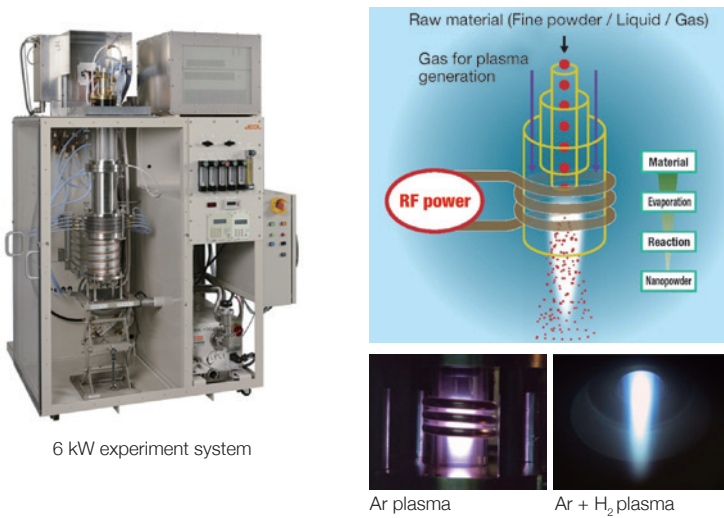 Raw material (Fine powder / Liquid / Gas)
Gas for plasma
generation
JEOL
RF power
Material
Evaporation
Reaction
Nanopowder
6 kW experiment system
Ar plasma
Ar + H₂ plasma